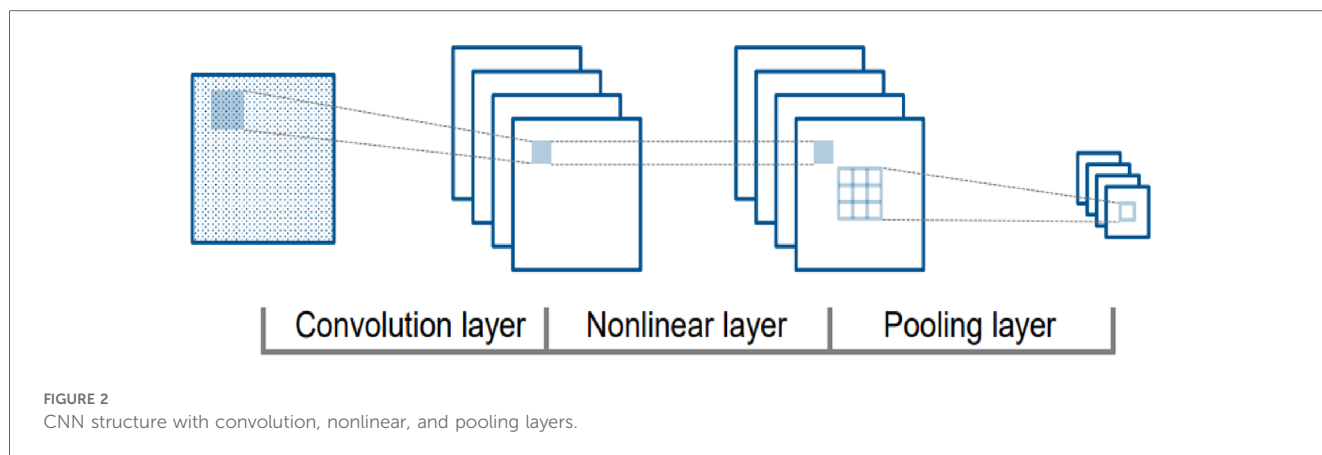 Convolution layer Nonlinear layer Pooling layer
FIGURE 2
CNN structure with convolution, nonlinear, and pooling layers.